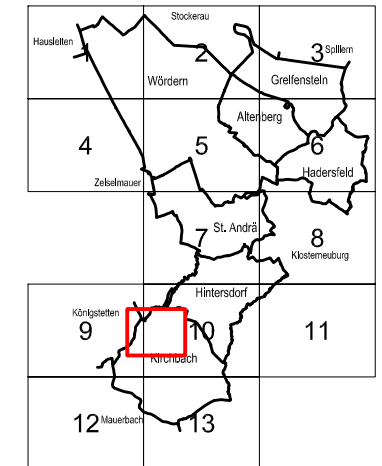 Stockerau
Hausleiten
2
3 Spillern
Wördern
Greifenstein
Altenberg
4
5
6
Hadersfeld
Zeiselmauer
7
St. Andrä
8
Klosterneuburg
Hintersdorf
Königstetten
9
10
11
Kirchbach
12 Mauerbach
13